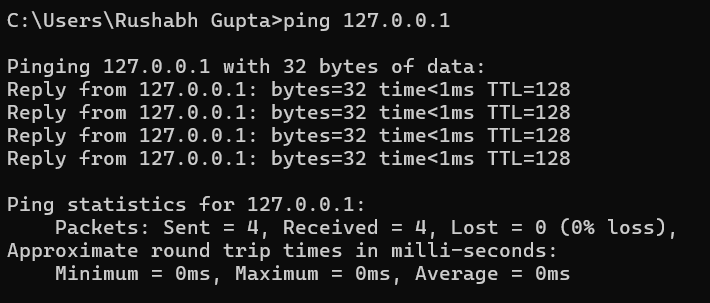 C:\Users\Rushabh Gupta>ping 127.0.0.1
Pinging 127.0.0.1 with 32 bytes of data:
Reply from 127.0.0.1: bytes=32 time<1ms TTL=128
Reply from 127.0.0.1: bytes=32 time<1ms TTL=128
Reply from 127.0.0.1: bytes=32 time<1ms TTL=128
Reply from 127.0.0.1: bytes=32 time<1ms TTL=128
Ping statistics for 127.0.0.1:
    Packets: Sent = 4, Received = 4, Lost = 0 (0% loss),
Approximate round trip times in milli-seconds:
    Minimum = 0ms, Maximum = 0ms, Average = 0ms